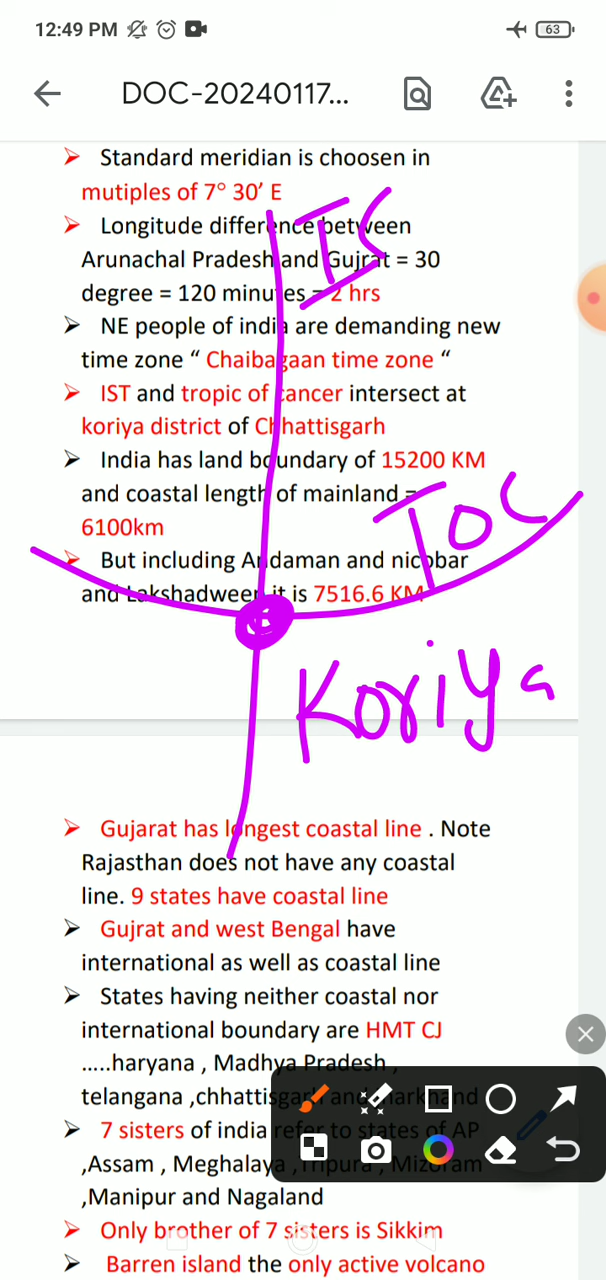 12:49 PM 63
DOC-20240117...
Standard meridian is choosen in
mutiples of 7° 30′ E
Longitude difference between
Arunachal Pradesh and Gujrat = 30
degree = 120 minutes = 2 hrs
NE people of india are demanding new
time zone “ Chaibagaan time zone “
IST and tropic of cancer intersect at
koriya district of Chhattisgarh
India has land boundary of 15200 KM
and coastal length of mainland =
6100km
But including Andaman and nicobar
and Lakshadweep it is 7516.6 KM
IS
TOC
Koriya
Gujarat has longest coastal line . Note
Rajasthan does not have any coastal
line. 9 states have coastal line
Gujrat and west Bengal have
international as well as coastal line
States having neither coastal nor
international boundary are HMT CJ
.....haryana , Madhya Pradesh ,
telangana ,chhattisgarh and Jharkhand
7 sisters of india refer to states of AP
,Assam , Meghalaya ,Tripura , Mizoram
,Manipur and Nagaland
Only brother of 7 sisters is Sikkim
Barren island the only active volcano